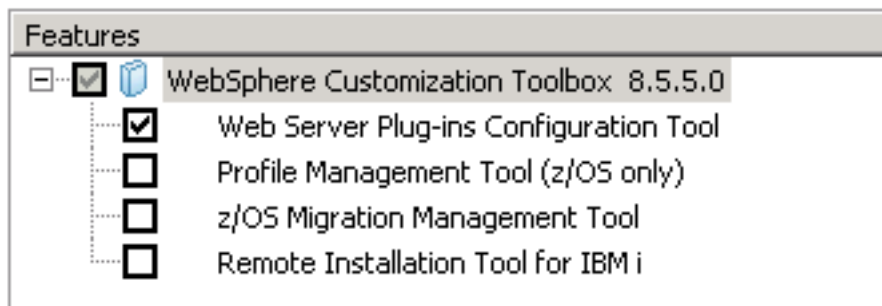 Features
WebSphere Customization Toolbox 8.5.5.0
Web Server Plug-ins Configuration Tool
Profile Management Tool (z/OS only)
z/OS Migration Management Tool
Remote Installation Tool for IBM i